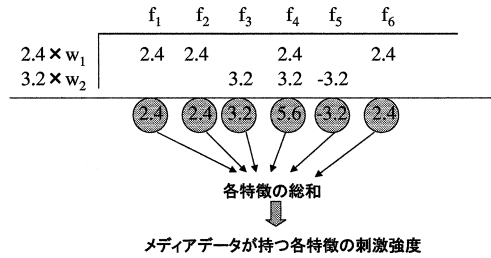 f1 f2 f3 f4 f5 f6
2.4×w1 2.4 2.4 2.4 2.4
3.2×w2 3.2 3.2 -3.2
2.4 2.4 3.2 5.6 -3.2 2.4
各特徴の総和
メディアデータが持つ各特徴の刺激強度